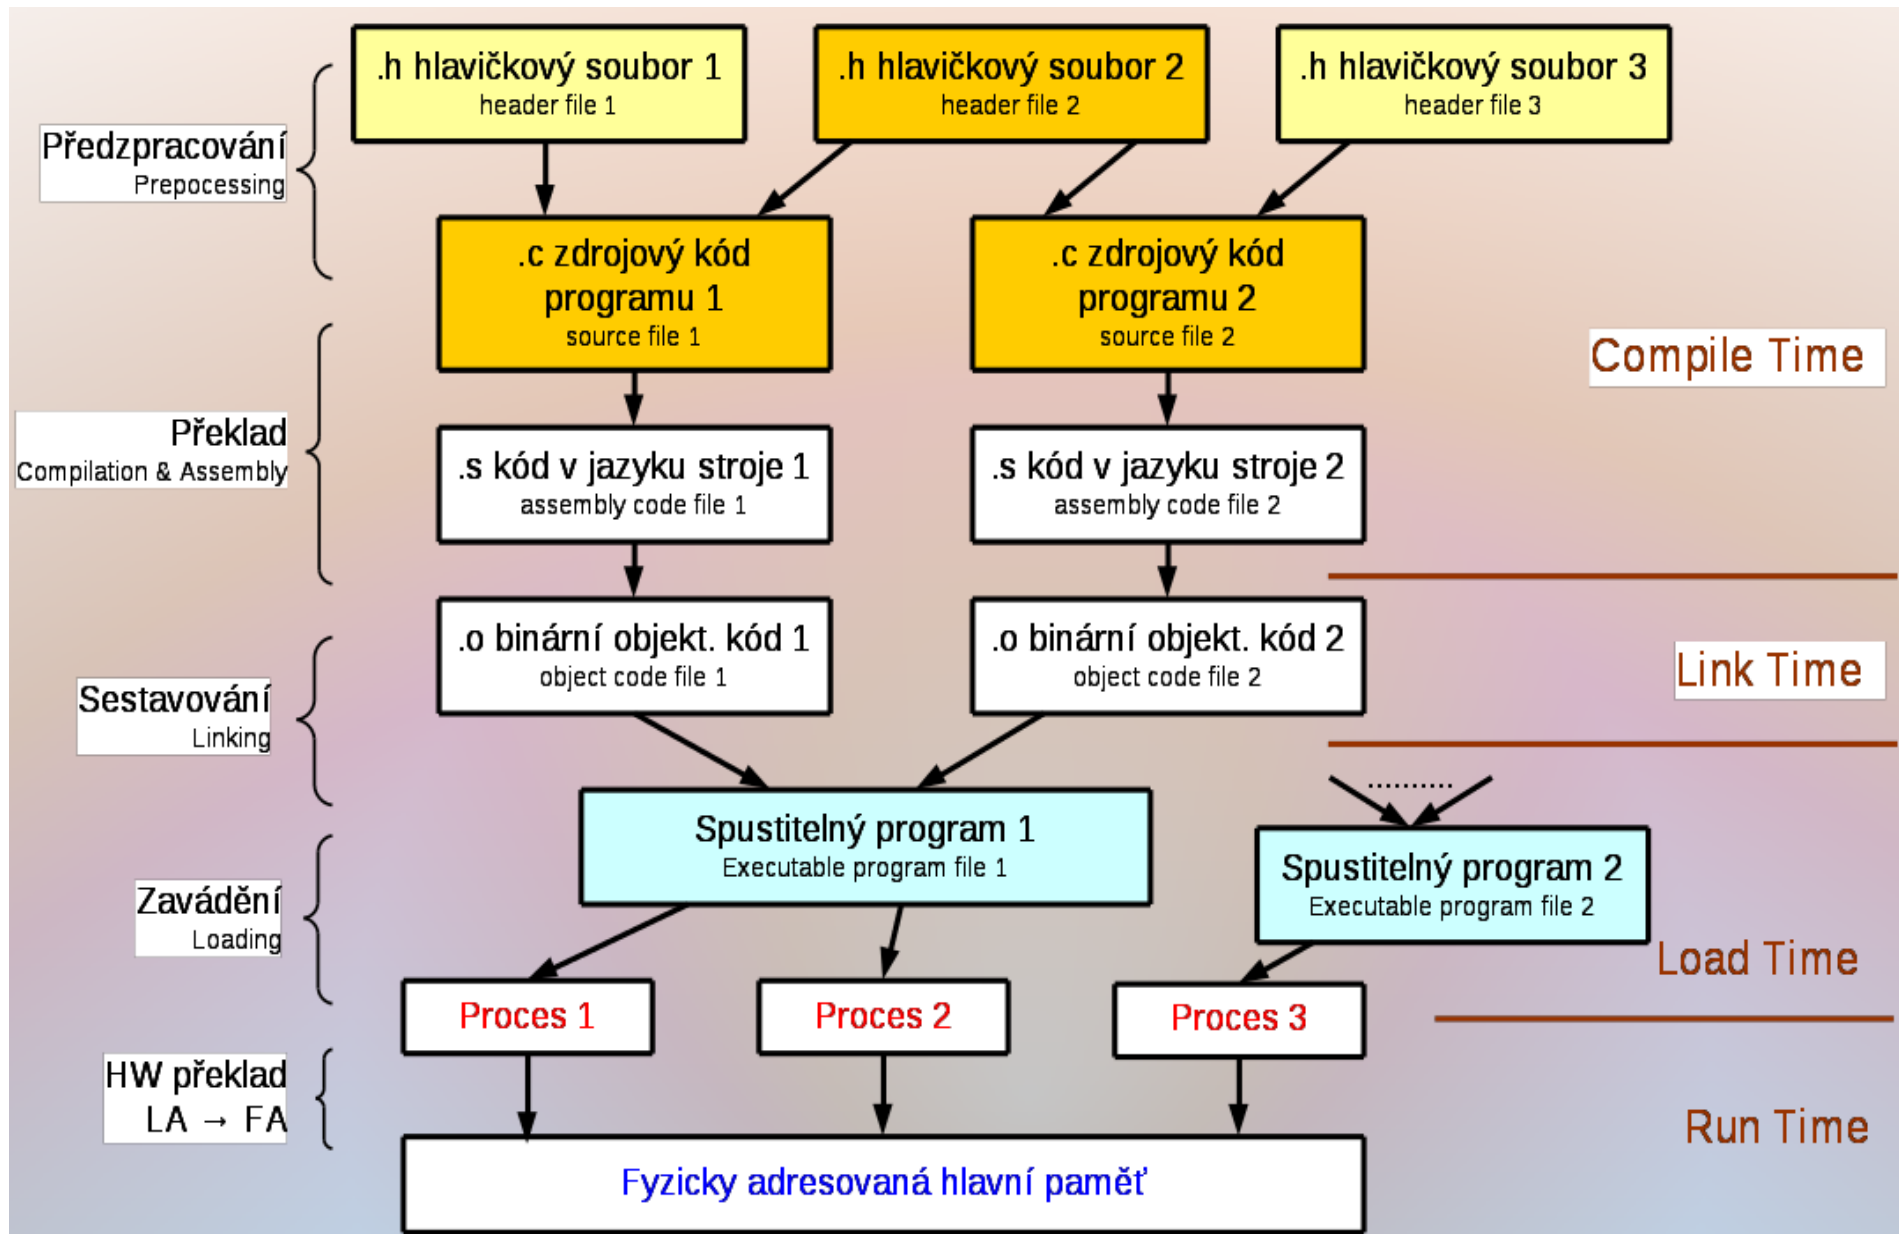 .h hlavičkový soubor 1
header file 1
.h hlavičkový soubor 2
header file 2
.h hlavičkový soubor 3
header file 3
Předzpracování
Prepocessing
.c zdrojový kód
programu 1
source file 1
.c zdrojový kód
programu 2
source file 2
Compile Time
Překlad
Compilation & Assembly
.s kód v jazyku stroje 1
assembly code file 1
.s kód v jazyku stroje 2
assembly code file 2
.o binární objekt. kód 1
object code file 1
.o binární objekt. kód 2
object code file 2
Link Time
Sestavování
Linking
Spustitelný program 1
Executable program file 1
..........
Spustitelný program 2
Executable program file 2
Zavádění
Loading
Load Time
Proces 1
Proces 2
Proces 3
HW překlad
LA → FA
Run Time
Fyzicky adresovaná hlavní paměť